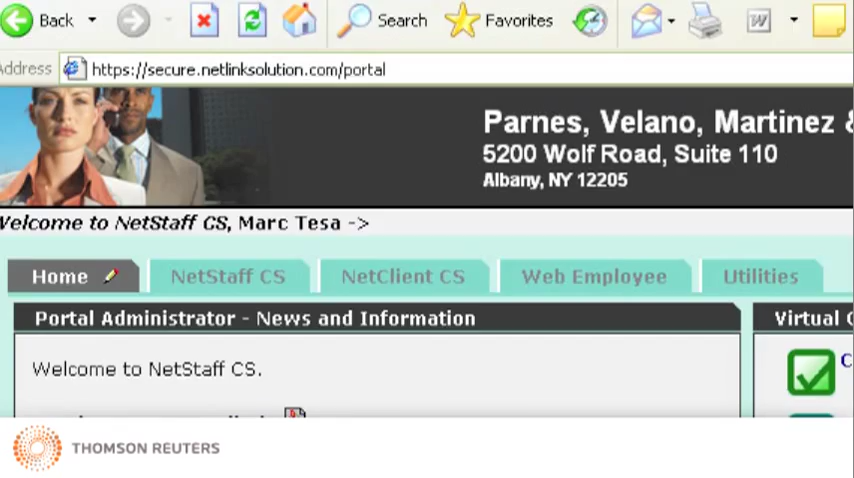 Back Search Favorites W
Address https://secure.netlinksolution.com/portal
Parnes, Velano, Martinez &
5200 Wolf Road, Suite 110
Albany, NY 12205
Welcome to NetStaff CS, Marc Tesa ->
Home NetStaff CS NetClient CS Web Employee Utilities
Portal Administrator - News and Information Virtual
Welcome to NetStaff CS.
THOMSON REUTERS